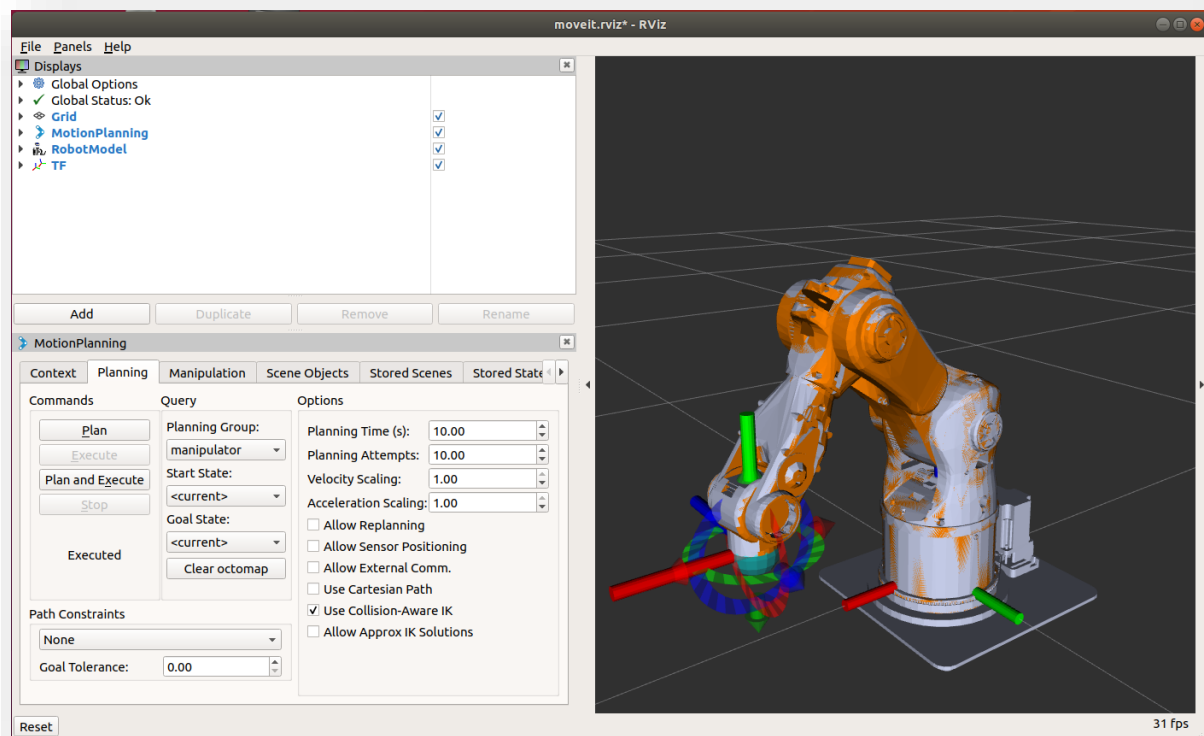 moveit.rviz* - RViz
File Panels Help
Displays
Global Options
Global Status: Ok
Grid
MotionPlanning
RobotModel
TF
Add Duplicate Remove Rename
MotionPlanning
Context Planning Manipulation Scene Objects Stored Scenes Stored State
Commands Query Options
Plan Planning Group: Planning Time (s): 10.00
Execute manipulator Planning Attempts: 10.00
Plan and Execute Start State: Velocity Scaling: 1.00
Stop <current> Acceleration Scaling: 1.00
Goal State: Allow Replanning
Executed <current> Allow Sensor Positioning
Clear octomap Allow External Comm.
Use Cartesian Path
Path Constraints Use Collision-Aware IK
None Allow Approx IK Solutions
Goal Tolerance: 0.00
Reset 31 fps